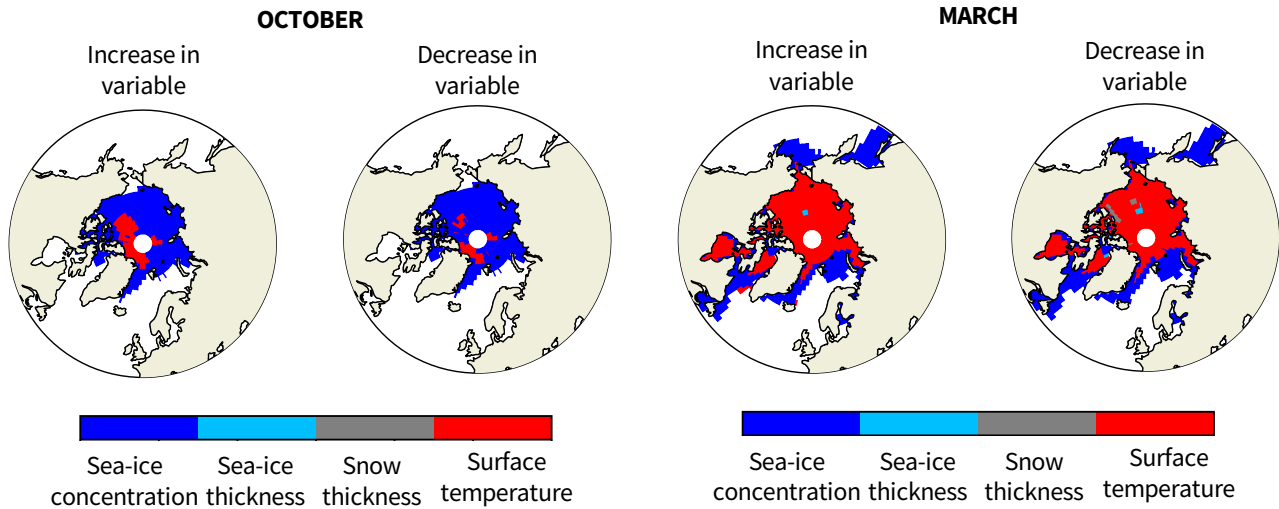 OCTOBER
Increase in
variable
Decrease in
variable
Sea-ice
concentration
Sea-ice
thickness
Snow
thickness
Surface
temperature
MARCH
Increase in
variable
Decrease in
variable
Sea-ice
concentration
Sea-ice
thickness
Snow
thickness
Surface
temperature